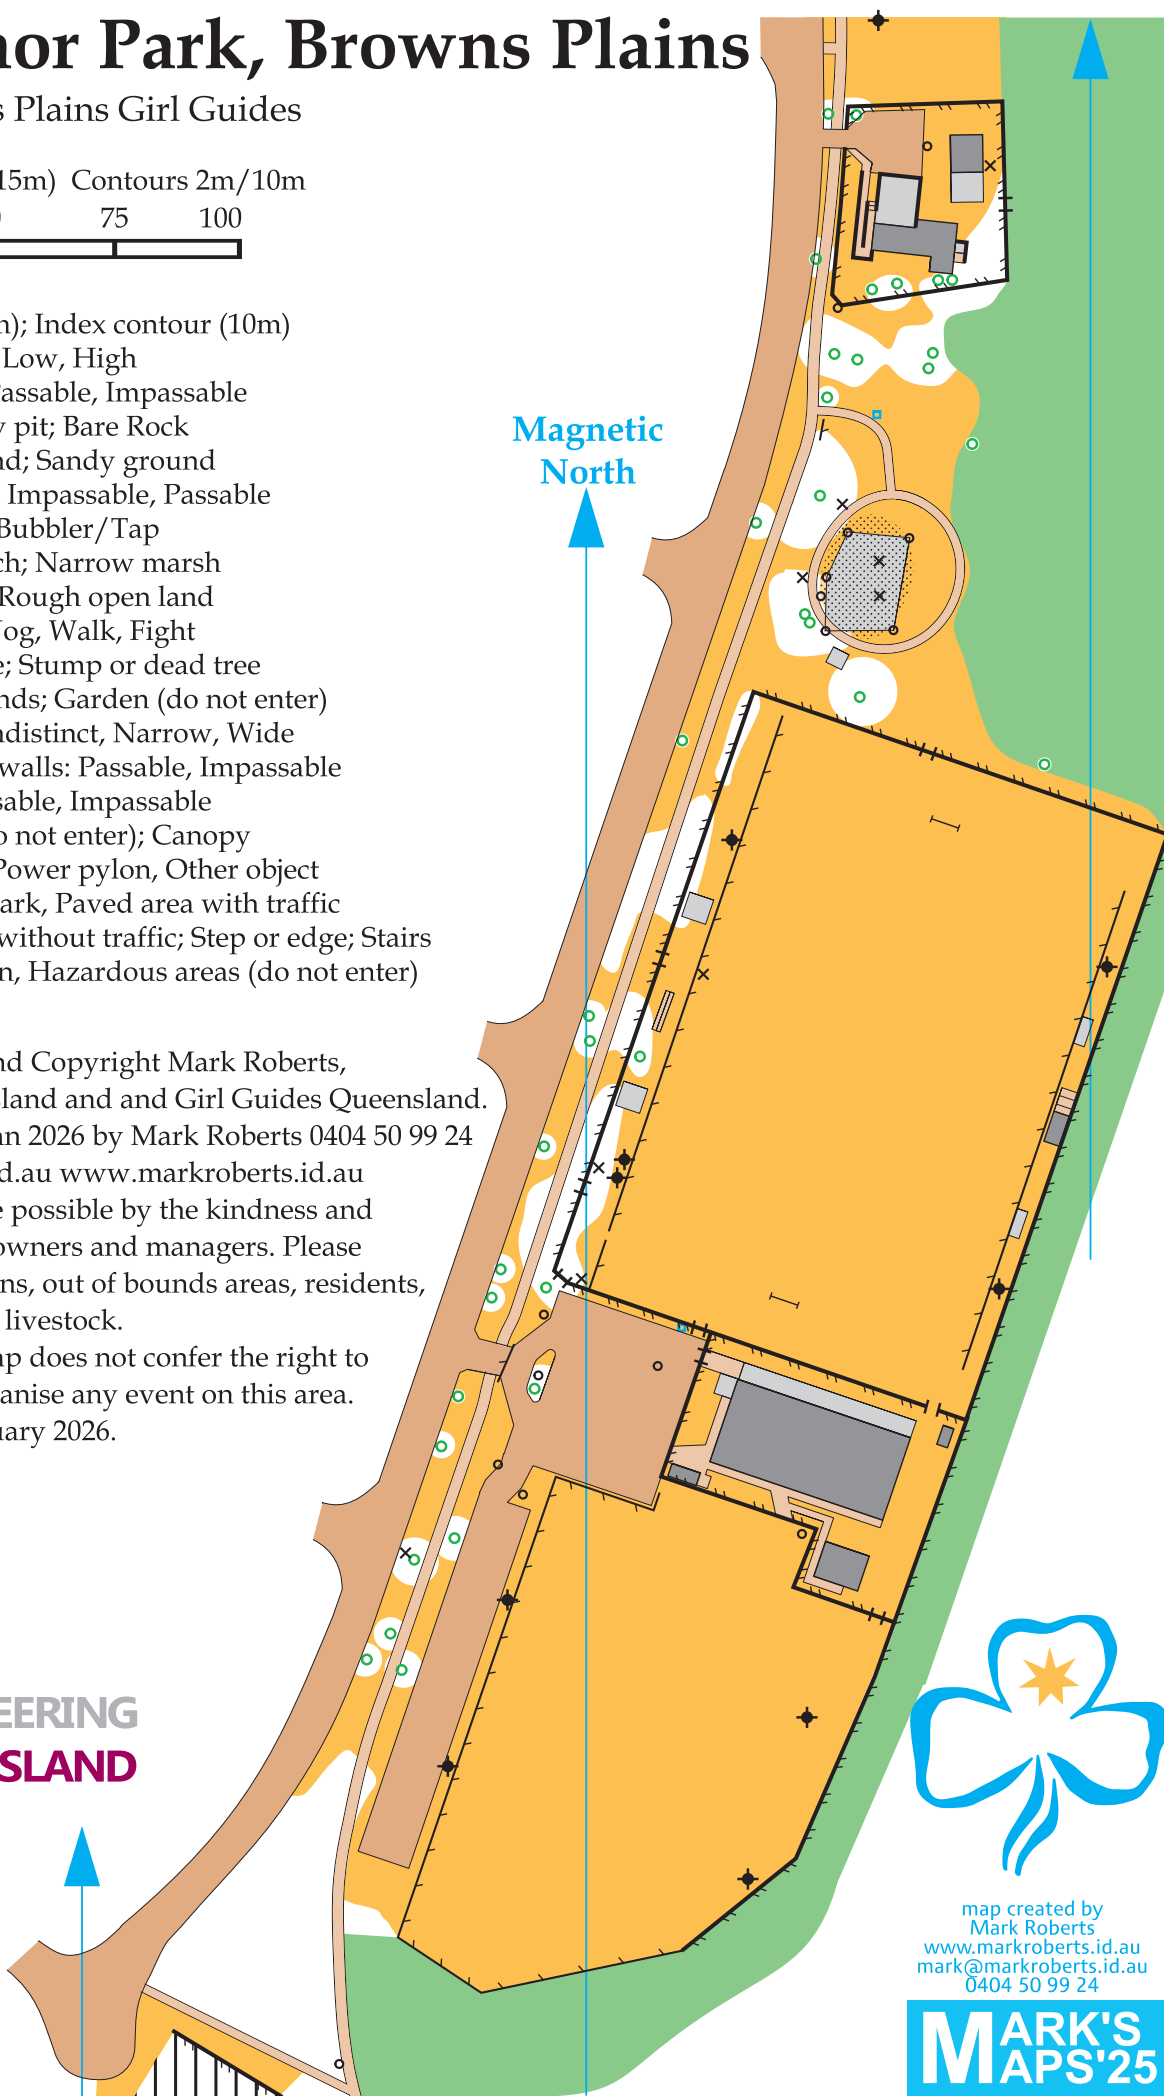 nor Park, Browns Plains
s Plains Girl Guides
15m) Contours 2m/10m
75 100
n); Index contour (10m)
Low, High
Passable, Impassable
y pit; Bare Rock
nd; Sandy ground
Impassable, Passable
Bubbler/Tap
ch; Narrow marsh
Rough open land
Jog, Walk, Fight
e; Stump or dead tree
nds; Garden (do not enter)
ndistinct, Narrow, Wide
walls: Passable, Impassable
sable, Impassable
o not enter); Canopy
Power pylon, Other object
ark, Paved area with traffic
without traffic; Step or edge; Stairs
n, Hazardous areas (do not enter)
Magnetic
North
nd Copyright Mark Roberts,
sland and and Girl Guides Queensland.
an 2026 by Mark Roberts 0404 50 99 24
d.au www.markroberts.id.au
e possible by the kindness and
owners and managers. Please
ns, out of bounds areas, residents,
livestock.
ap does not confer the right to
anise any event on this area.
uary 2026.
EERING
SLAND
map created by
Mark Roberts
www.markroberts.id.au
mark@markroberts.id.au
0404 50 99 24
MARK'S
MAPS'25